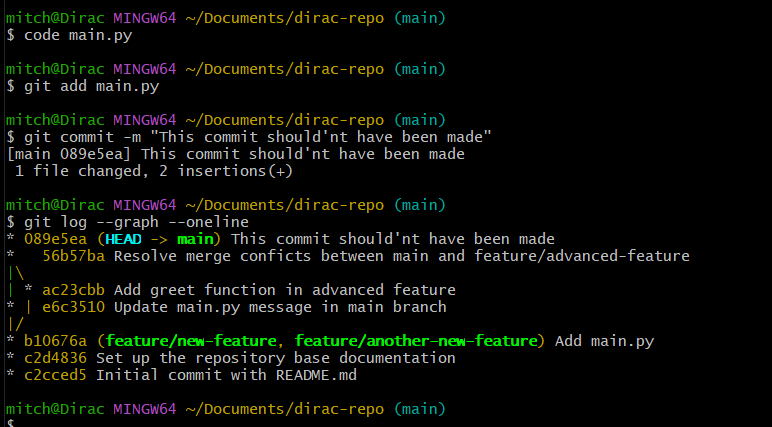 mitch@Dirac MINGW64 ~/Documents/dirac-repo (main)
$ code main.py
mitch@Dirac MINGW64 ~/Documents/dirac-repo (main)
$ git add main.py
mitch@Dirac MINGW64 ~/Documents/dirac-repo (main)
$ git commit -m "This commit should'nt have been made"
[main 089e5ea] This commit should'nt have been made
 1 file changed, 2 insertions(+)
mitch@Dirac MINGW64 ~/Documents/dirac-repo (main)
$ git log --graph --oneline
* 089e5ea (HEAD -> main) This commit should'nt have been made
*   56b57ba Resolve merge conficts between main and feature/advanced-feature
|\
| * ac23cbb Add greet function in advanced feature
* | e6c3510 Update main.py message in main branch
|/
* b10676a (feature/new-feature, feature/another-new-feature) Add main.py
* c2d4836 Set up the repository base documentation
* c2cced5 Initial commit with README.md
mitch@Dirac MINGW64 ~/Documents/dirac-repo (main)
$